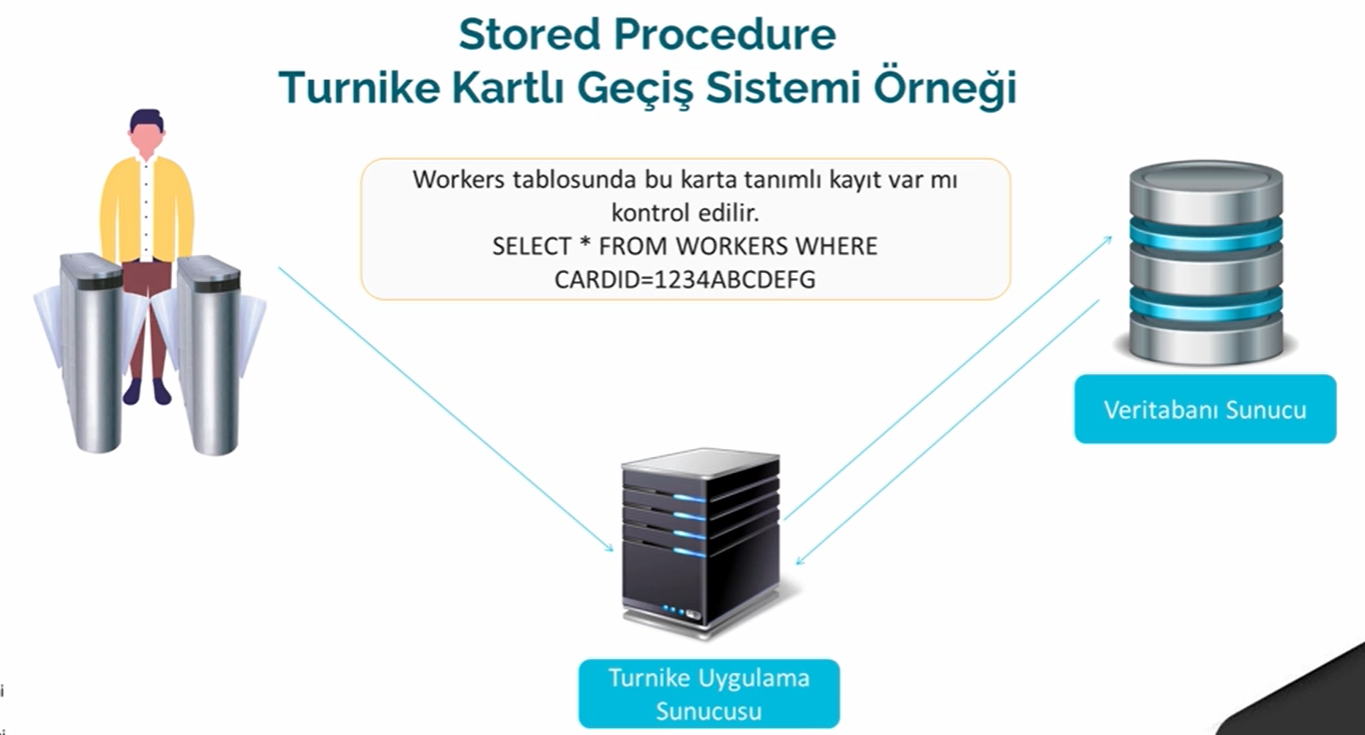 Stored Procedure
Turnike Kartlı Geçiş Sistemi Örneği
Workers tablosunda bu karta tanımlı kayıt var mı
kontrol edilir.
SELECT * FROM WORKERS WHERE
CARDID=1234ABCDEFG
Veritabanı Sunucu
Turnike Uygulama
Sunucusu